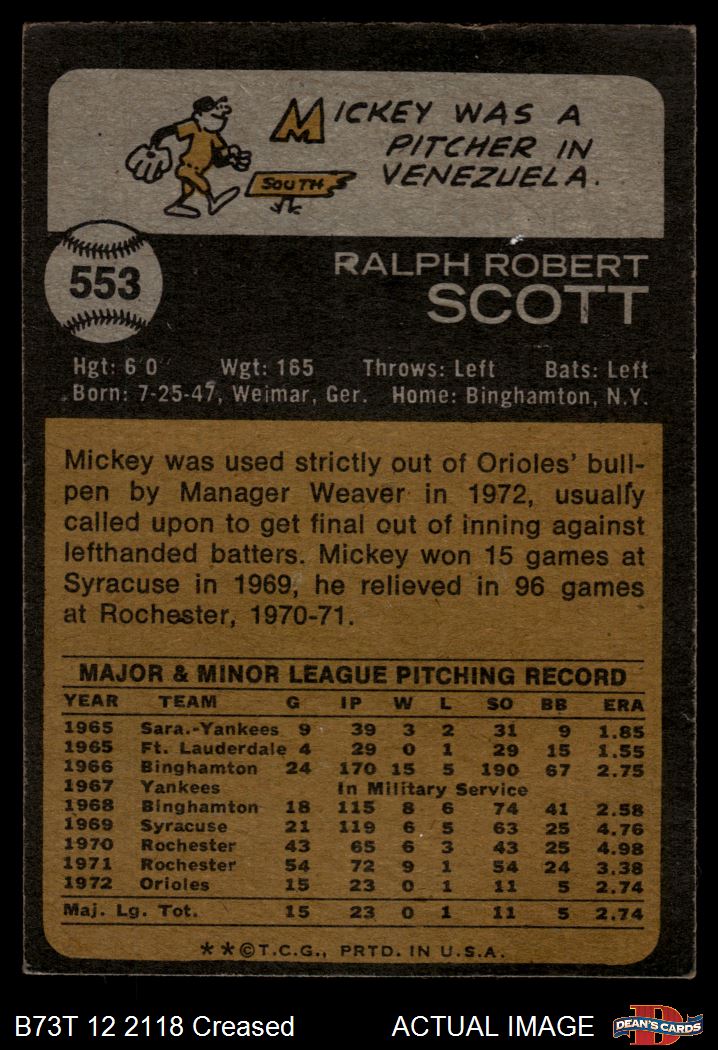 MICKEY WAS A
PITCHER IN
VENEZUELA.
SOUTH
553
RALPH ROBERT
SCOTT
Hgt: 6'0" Wgt: 165 Throws: Left Bats: Left
Born: 7-25-47, Weimar, Ger. Home: Binghamton, N.Y.
Mickey was used strictly out of Orioles' bull-
pen by Manager Weaver in 1972, usually
called upon to get final out of inning against
lefthanded batters. Mickey won 15 games at
Syracuse in 1969, he relieved in 96 games
at Rochester, 1970-71.
MAJOR & MINOR LEAGUE PITCHING RECORD
YEAR TEAM G IP W L SO BB ERA
1965 Sara.-Yankees 9 39 3 2 31 9 1.85
1965 Ft. Lauderdale 4 29 0 1 29 15 1.55
1966 Binghamton 24 170 15 5 190 67 2.75
1967 Yankees In Military Service
1968 Binghamton 18 115 8 6 74 41 2.58
1969 Syracuse 21 119 6 5 63 25 4.76
1970 Rochester 43 65 6 3 43 25 4.98
1971 Rochester 54 72 9 1 54 24 3.38
1972 Orioles 15 23 0 1 11 5 2.74
Maj. Lg. Tot. 15 23 0 1 11 5 2.74
**©T.C.G., PRTD. IN U.S.A.
B73T 12 2118 Creased ACTUAL IMAGE DEAN'S CARDS